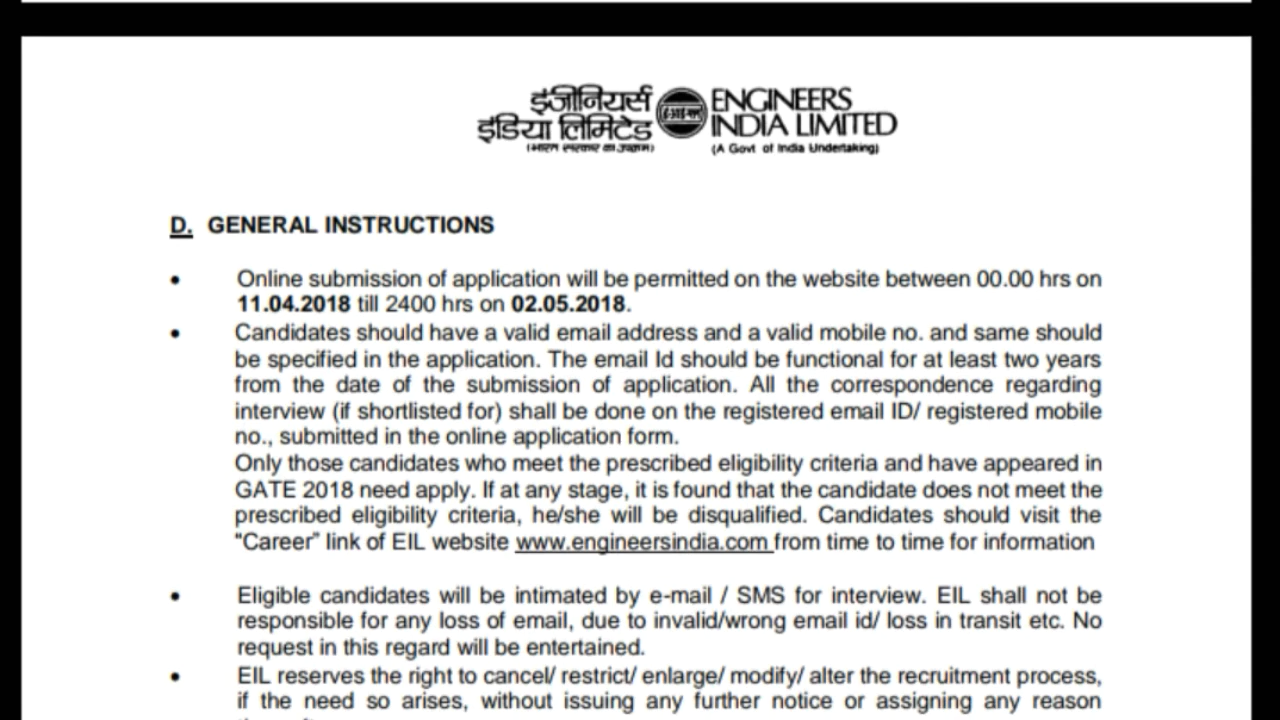 इंजीनियर्स
इंडिया लिमिटेड
(भारत सरकार का उपक्रम)
ENGINEERS
INDIA LIMITED
(A Govt of India Undertaking)
D. GENERAL INSTRUCTIONS
• Online submission of application will be permitted on the website between 00.00 hrs on
11.04.2018 till 2400 hrs on 02.05.2018.
• Candidates should have a valid email address and a valid mobile no. and same should
be specified in the application. The email Id should be functional for at least two years
from the date of the submission of application. All the correspondence regarding
interview (if shortlisted for) shall be done on the registered email ID/ registered mobile
no., submitted in the online application form.
Only those candidates who meet the prescribed eligibility criteria and have appeared in
GATE 2018 need apply. If at any stage, it is found that the candidate does not meet the
prescribed eligibility criteria, he/she will be disqualified. Candidates should visit the
“Career” link of EIL website www.engineersindia.com from time to time for information
• Eligible candidates will be intimated by e-mail / SMS for interview. EIL shall not be
responsible for any loss of email, due to invalid/wrong email id/ loss in transit etc. No
request in this regard will be entertained.
• EIL reserves the right to cancel/ restrict/ enlarge/ modify/ alter the recruitment process,
if the need so arises, without issuing any further notice or assigning any reason